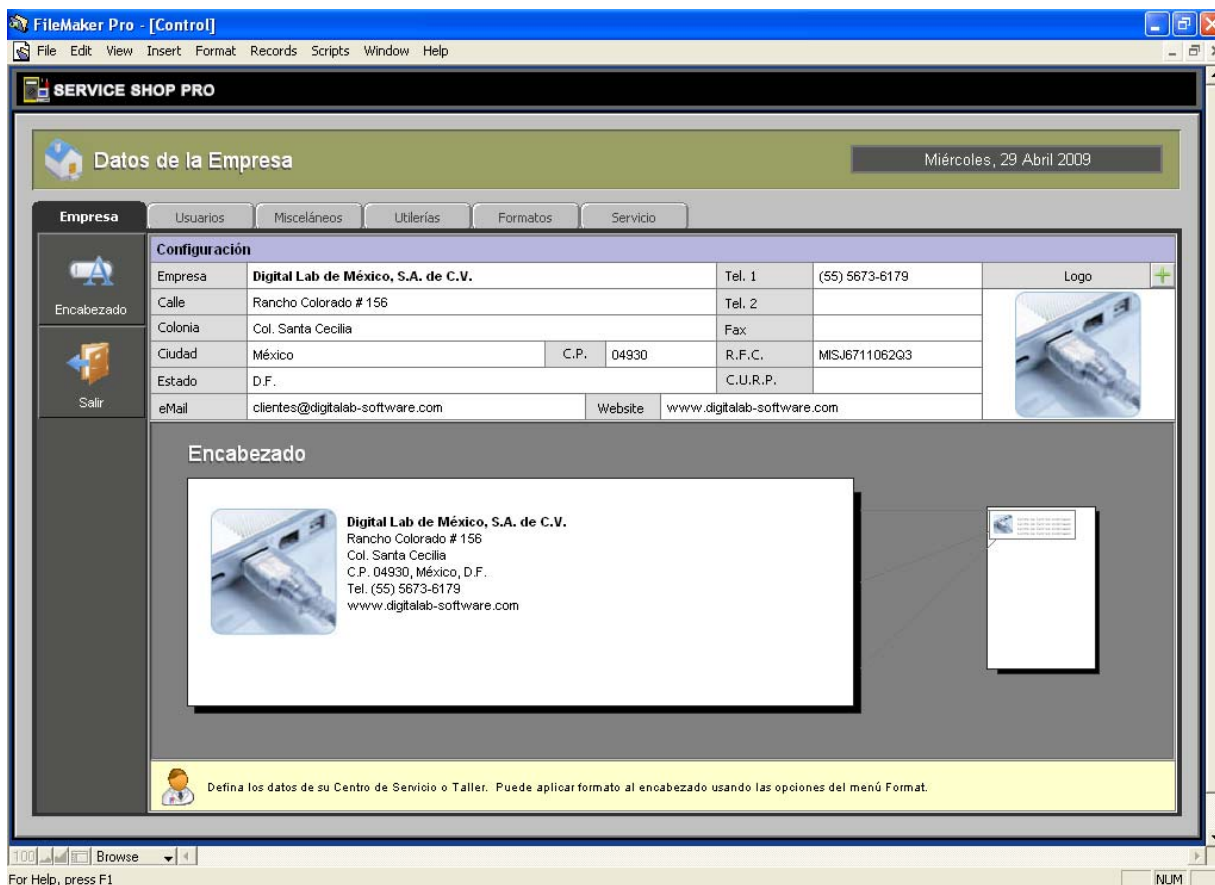 FileMaker Pro - [Control]
File Edit View Insert Format Records Scripts Window Help
SERVICE SHOP PRO
Datos de la Empresa
Miércoles, 29 Abril 2009
Empresa Usuarios Misceláneos Utilerías Formatos Servicio
Encabezado
Salir
Configuración
Empresa Digital Lab de México, S.A. de C.V. Tel. 1 (55) 5673-6179 Logo
Calle Rancho Colorado # 156 Tel. 2
Colonia Col. Santa Cecilia Fax
Ciudad México C.P. 04930 R.F.C. MISJ6711062Q3
Estado D.F. C.U.R.P.
eMail clientes@digitalab-software.com Website www.digitalab-software.com
Encabezado
Digital Lab de México, S.A. de C.V.
Rancho Colorado # 156
Col. Santa Cecilia
C.P. 04930, México, D.F.
Tel. (55) 5673-6179
www.digitalab-software.com
Defina los datos de su Centro de Servicio o Taller. Puede aplicar formato al encabezado usando las opciones del menú Format.
100 Browse
For Help, press F1 NUM